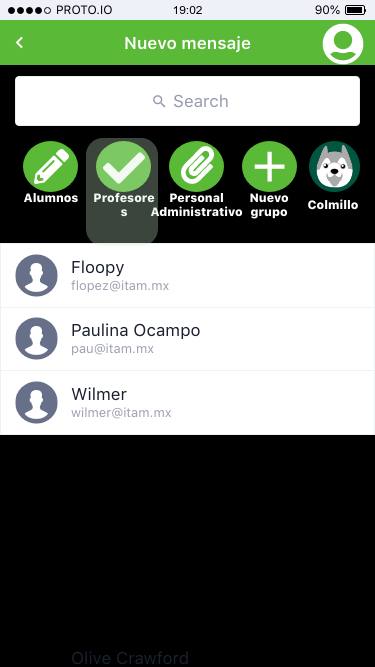 PROTO.IO 19:02 90%
Nuevo mensaje
Search
Alumnos
Profesore
s
Personal
Administrativo
Nuevo
grupo
Colmillo
Floopy
flopez@itam.mx
Paulina Ocampo
pau@itam.mx
Wilmer
wilmer@itam.mx
Olive Crawford